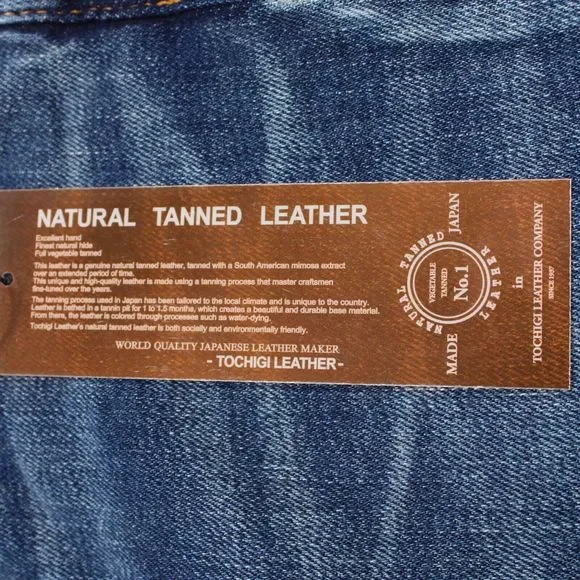 NATURAL TANNED LEATHER
Excellent hand
Finest natural hide
Full vegetable tanned
This leather is a genuine natural tanned leather, tanned with a South American mimosa extract
over an extended period of time.
This unique and high-quality leather is made using a tanning process that master craftsmen
fine-tuned over the years.
The tanning process used in Japan has been tailored to the local climate and is unique to the country.
Leather is bathed in a tannin pit for 1 to 1.5 months, which creates a beautiful and durable base material.
From there, the leather is colored through processes such as water-dying.
Tochigi Leather's natural tanned leather is both socially and environmentally friendly.
WORLD QUALITY JAPANESE LEATHER MAKER
- TOCHIGI LEATHER -
NATURAL TANNED LEATHER
VEGETABLE
TANNED
No.1
MADE JAPAN
in
TOCHIGI LEATHER COMPANY
SINCE 1937